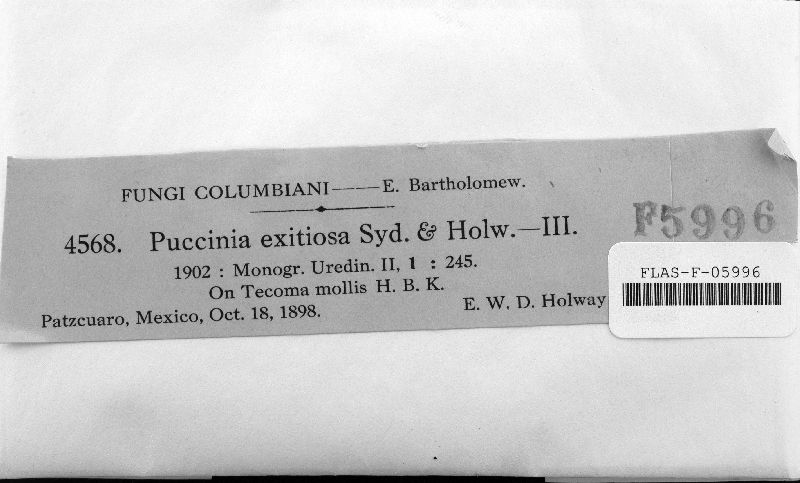 FUNGI COLUMBIANI——E. Bartholomew.
4568. Puccinia exitiosa Syd. & Holw.—III.
1902 : Monogr. Uredin. II, 1 : 245.
On Tecoma mollis H. B. K.
Patzcuaro, Mexico, Oct. 18, 1898. E. W. D. Holway
F5996
FLAS-F-05996